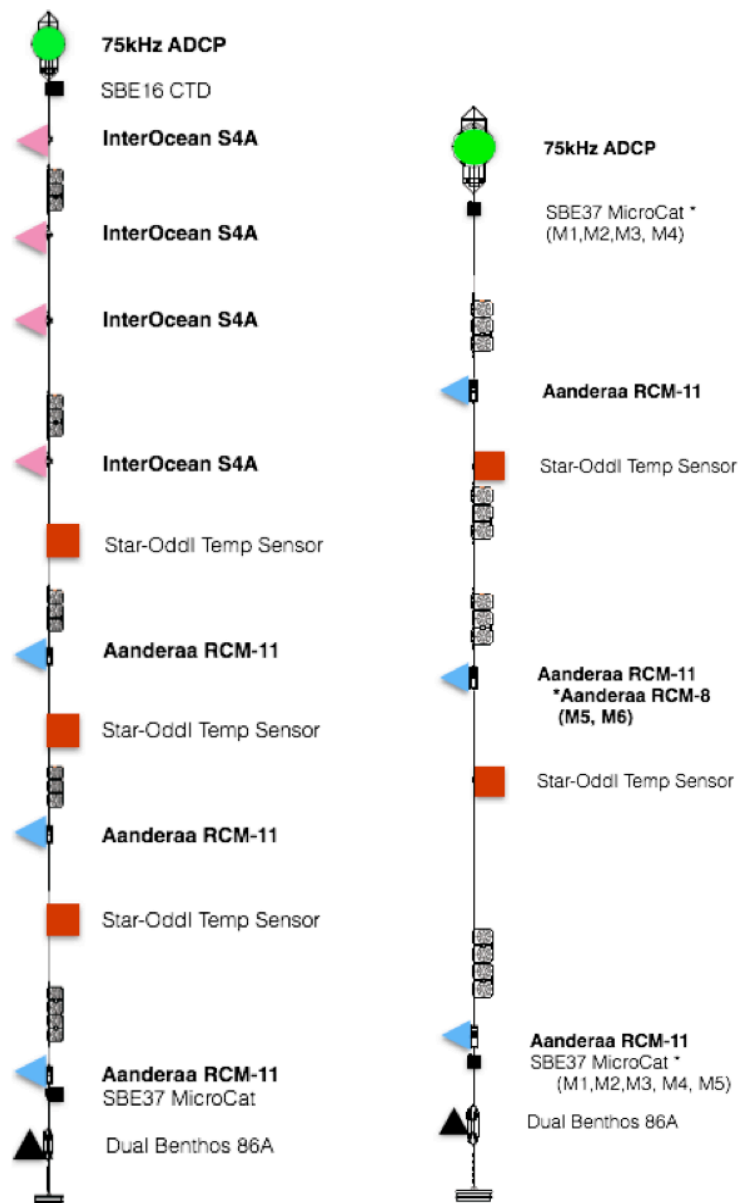 75kHz ADCP
SBE16 CTD
InterOcean S4A
InterOcean S4A
InterOcean S4A
InterOcean S4A
Star-Oddl Temp Sensor
Aanderaa RCM-11
Star-Oddl Temp Sensor
Aanderaa RCM-11
Star-Oddl Temp Sensor
Aanderaa RCM-11
SBE37 MicroCat
Dual Benthos 86A
75kHz ADCP
SBE37 MicroCat *
(M1,M2,M3, M4)
Aanderaa RCM-11
Star-Oddl Temp Sensor
Aanderaa RCM-11
*Aanderaa RCM-8
(M5, M6)
Star-Oddl Temp Sensor
Aanderaa RCM-11
SBE37 MicroCat *
(M1,M2,M3, M4, M5)
Dual Benthos 86A